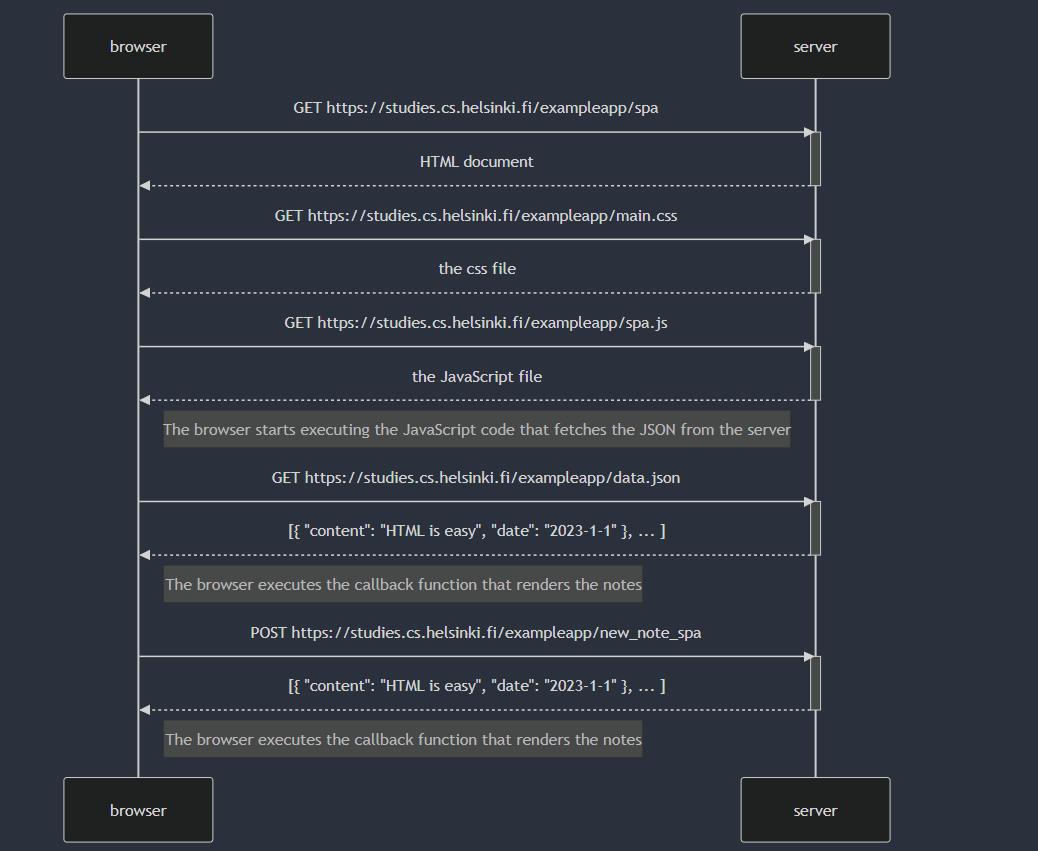 browser
server
GET https://studies.cs.helsinki.fi/exampleapp/spa
HTML document
GET https://studies.cs.helsinki.fi/exampleapp/main.css
the css file
GET https://studies.cs.helsinki.fi/exampleapp/spa.js
the JavaScript file
The browser starts executing the JavaScript code that fetches the JSON from the server
GET https://studies.cs.helsinki.fi/exampleapp/data.json
[{ "content": "HTML is easy", "date": "2023-1-1" }, ... ]
The browser executes the callback function that renders the notes
POST https://studies.cs.helsinki.fi/exampleapp/new_note_spa
[{ "content": "HTML is easy", "date": "2023-1-1" }, ... ]
The browser executes the callback function that renders the notes
browser
server